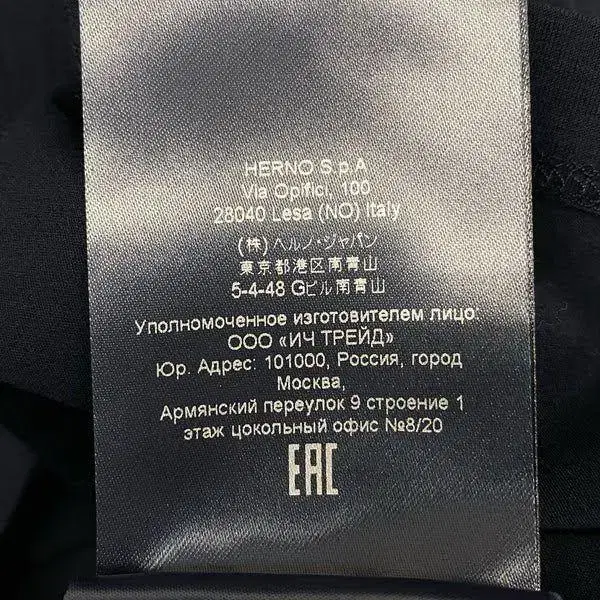 HERNO S.p.A
Via Opifici, 100
28040 Lesa (NO) Italy
(株) ヘルノ・ジャパン
東京都港区南青山
5-4-48 Gビル南青山
Уполномоченное изготовителем лицо:
ООО «ИЧ ТРЕЙД»
Юр. Адрес: 101000, Россия, город
Москва,
Армянский переулок 9 строение 1
этаж цокольный офис №8/20
EAC